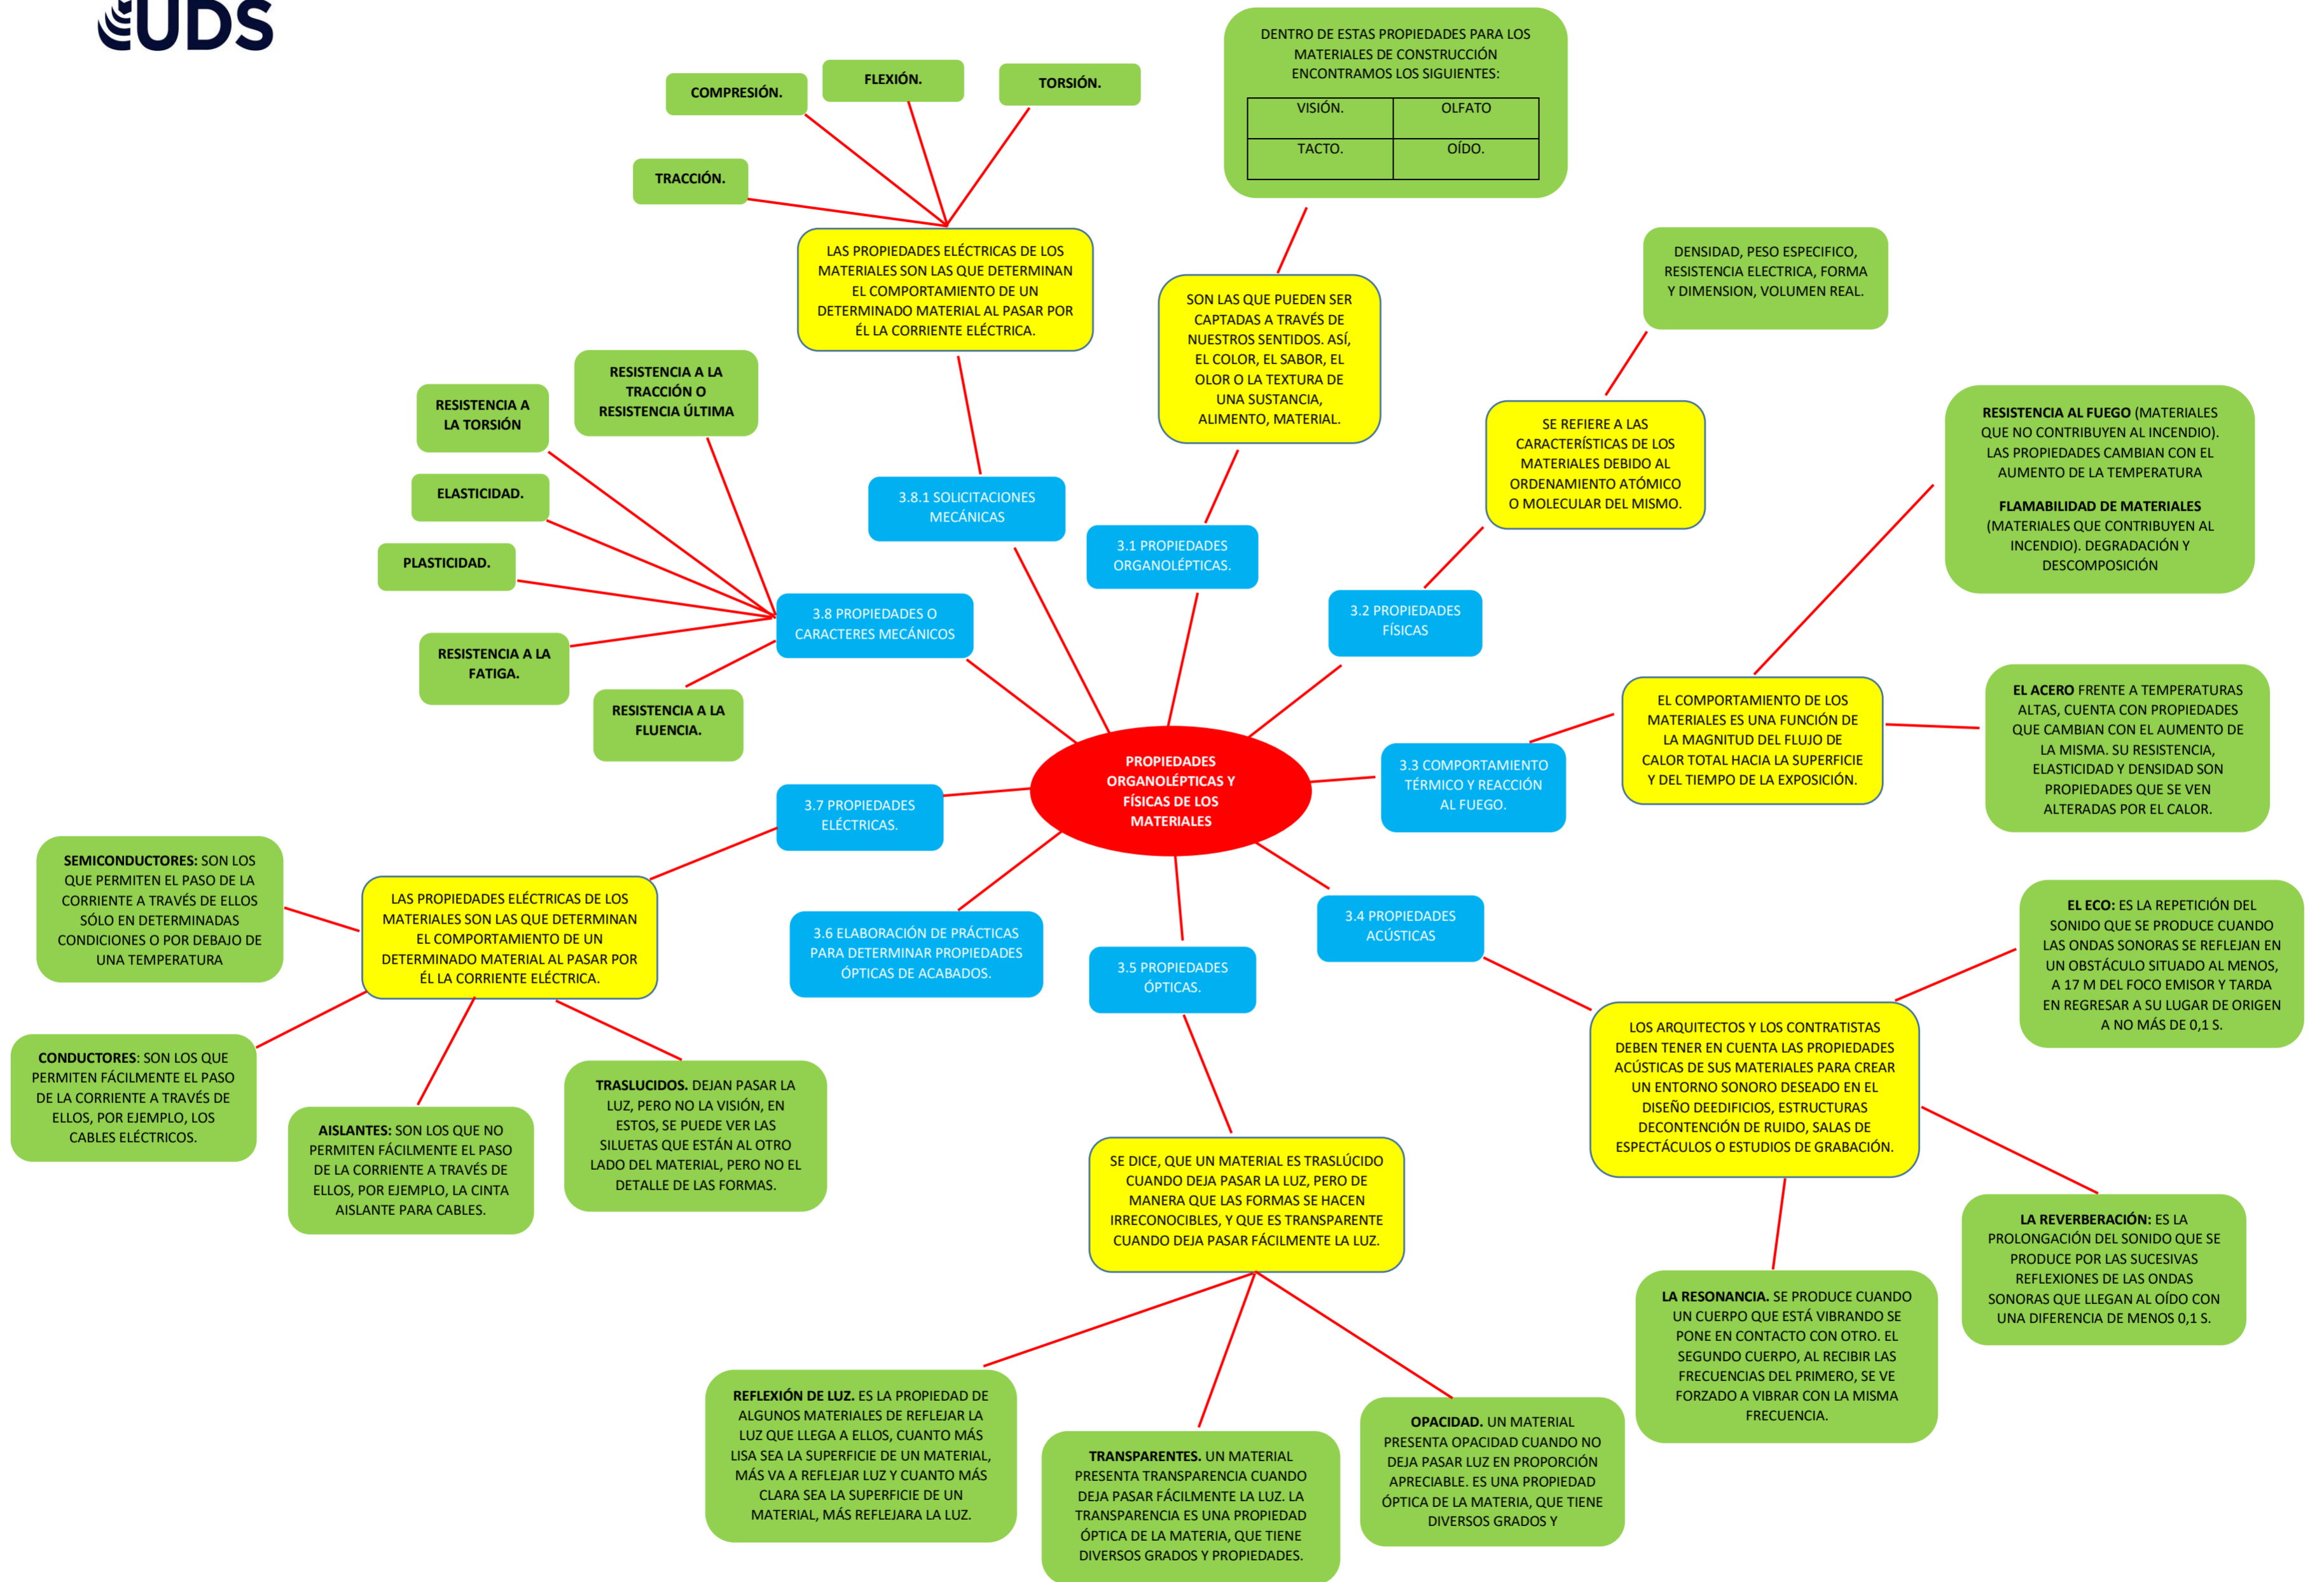 UDS
DENTRO DE ESTAS PROPIEDADES PARA LOS
MATERIALES DE CONSTRUCCIÓN
ENCONTRAMOS LOS SIGUIENTES:
VISIÓN.
OLFATO
TACTO.
OÍDO.
COMPRESIÓN.
FLEXIÓN.
TORSIÓN.
TRACCIÓN.
LAS PROPIEDADES ELÉCTRICAS DE LOS
MATERIALES SON LAS QUE DETERMINAN
EL COMPORTAMIENTO DE UN
DETERMINADO MATERIAL AL PASAR POR
ÉL LA CORRIENTE ELÉCTRICA.
SON LAS QUE PUEDEN SER
CAPTADAS A TRAVÉS DE
NUESTROS SENTIDOS. ASÍ,
EL COLOR, EL SABOR, EL
OLOR O LA TEXTURA DE
UNA SUSTANCIA,
ALIMENTO, MATERIAL.
DENSIDAD, PESO ESPECIFICO,
RESISTENCIA ELECTRICA, FORMA
Y DIMENSION, VOLUMEN REAL.
SE REFIERE A LAS
CARACTERÍSTICAS DE LOS
MATERIALES DEBIDO AL
ORDENAMIENTO ATÓMICO
O MOLECULAR DEL MISMO.
RESISTENCIA AL FUEGO (MATERIALES
QUE NO CONTRIBUYEN AL INCENDIO).
LAS PROPIEDADES CAMBIAN CON EL
AUMENTO DE LA TEMPERATURA
FLAMABILIDAD DE MATERIALES
(MATERIALES QUE CONTRIBUYEN AL
INCENDIO). DEGRADACIÓN Y
DESCOMPOSICIÓN
RESISTENCIA A LA
TRACCIÓN O
RESISTENCIA ÚLTIMA
RESISTENCIA A
LA TORSIÓN
ELASTICIDAD.
PLASTICIDAD.
RESISTENCIA A LA
FATIGA.
RESISTENCIA A LA
FLUENCIA.
3.8.1 SOLICITACIONES
MECÁNICAS
3.1 PROPIEDADES
ORGANOLÉPTICAS.
3.2 PROPIEDADES
FÍSICAS
3.8 PROPIEDADES O
CARACTERES MECÁNICOS
EL COMPORTAMIENTO DE LOS
MATERIALES ES UNA FUNCIÓN DE
LA MAGNITUD DEL FLUJO DE
CALOR TOTAL HACIA LA SUPERFICIE
Y DEL TIEMPO DE LA EXPOSICIÓN.
EL ACERO FRENTE A TEMPERATURAS
ALTAS, CUENTA CON PROPIEDADES
QUE CAMBIAN CON EL AUMENTO DE
LA MISMA. SU RESISTENCIA,
ELASTICIDAD Y DENSIDAD SON
PROPIEDADES QUE SE VEN
ALTERADAS POR EL CALOR.
PROPIEDADES
ORGANOLÉPTICAS Y
FÍSICAS DE LOS
MATERIALES
3.3 COMPORTAMIENTO
TÉRMICO Y REACCIÓN
AL FUEGO.
3.7 PROPIEDADES
ELÉCTRICAS.
3.6 ELABORACIÓN DE PRÁCTICAS
PARA DETERMINAR PROPIEDADES
ÓPTICAS DE ACABADOS.
3.5 PROPIEDADES
ÓPTICAS.
3.4 PROPIEDADES
ACÚSTICAS
SEMICONDUCTORES: SON LOS
QUE PERMITEN EL PASO DE LA
CORRIENTE A TRAVÉS DE ELLOS
SÓLO EN DETERMINADAS
CONDICIONES O POR DEBAJO DE
UNA TEMPERATURA
LAS PROPIEDADES ELÉCTRICAS DE LOS
MATERIALES SON LAS QUE DETERMINAN
EL COMPORTAMIENTO DE UN
DETERMINADO MATERIAL AL PASAR POR
ÉL LA CORRIENTE ELÉCTRICA.
CONDUCTORES: SON LOS QUE
PERMITEN FÁCILMENTE EL PASO
DE LA CORRIENTE A TRAVÉS DE
ELLOS, POR EJEMPLO, LOS
CABLES ELÉCTRICOS.
AISLANTES: SON LOS QUE NO
PERMITEN FÁCILMENTE EL PASO
DE LA CORRIENTE A TRAVÉS DE
ELLOS, POR EJEMPLO, LA CINTA
AISLANTE PARA CABLES.
TRASLUCIDOS. DEJAN PASAR LA
LUZ, PERO NO LA VISIÓN, EN
ESTOS, SE PUEDE VER LAS
SILUETAS QUE ESTÁN AL OTRO
LADO DEL MATERIAL, PERO NO EL
DETALLE DE LAS FORMAS.
EL ECO: ES LA REPETICIÓN DEL
SONIDO QUE SE PRODUCE CUANDO
LAS ONDAS SONORAS SE REFLEJAN EN
UN OBSTÁCULO SITUADO AL MENOS,
A 17 M DEL FOCO EMISOR Y TARDA
EN REGRESAR A SU LUGAR DE ORIGEN
A NO MÁS DE 0,1 S.
LOS ARQUITECTOS Y LOS CONTRATISTAS
DEBEN TENER EN CUENTA LAS PROPIEDADES
ACÚSTICAS DE SUS MATERIALES PARA CREAR
UN ENTORNO SONORO DESEADO EN EL
DISEÑO DEEDIFICIOS, ESTRUCTURAS
DECONTENCIÓN DE RUIDO, SALAS DE
ESPECTÁCULOS O ESTUDIOS DE GRABACIÓN.
SE DICE, QUE UN MATERIAL ES TRASLÚCIDO
CUANDO DEJA PASAR LA LUZ, PERO DE
MANERA QUE LAS FORMAS SE HACEN
IRRECONOCIBLES, Y QUE ES TRANSPARENTE
CUANDO DEJA PASAR FÁCILMENTE LA LUZ.
LA REVERBERACIÓN: ES LA
PROLONGACIÓN DEL SONIDO QUE SE
PRODUCE POR LAS SUCESIVAS
REFLEXIONES DE LAS ONDAS
SONORAS QUE LLEGAN AL OÍDO CON
UNA DIFERENCIA DE MENOS 0,1 S.
LA RESONANCIA. SE PRODUCE CUANDO
UN CUERPO QUE ESTÁ VIBRANDO SE
PONE EN CONTACTO CON OTRO. EL
SEGUNDO CUERPO, AL RECIBIR LAS
FRECUENCIAS DEL PRIMERO, SE VE
FORZADO A VIBRAR CON LA MISMA
FRECUENCIA.
REFLEXIÓN DE LUZ. ES LA PROPIEDAD DE
ALGUNOS MATERIALES DE REFLEJAR LA
LUZ QUE LLEGA A ELLOS, CUANTO MÁS
LISA SEA LA SUPERFICIE DE UN MATERIAL,
MÁS VA A REFLEJAR LUZ Y CUANTO MÁS
CLARA SEA LA SUPERFICIE DE UN
MATERIAL, MÁS REFLEJARA LA LUZ.
TRANSPARENTES. UN MATERIAL
PRESENTA TRANSPARENCIA CUANDO
DEJA PASAR FÁCILMENTE LA LUZ. LA
TRANSPARENCIA ES UNA PROPIEDAD
ÓPTICA DE LA MATERIA, QUE TIENE
DIVERSOS GRADOS Y PROPIEDADES.
OPACIDAD. UN MATERIAL
PRESENTA OPACIDAD CUANDO NO
DEJA PASAR LUZ EN PROPORCIÓN
APRECIABLE. ES UNA PROPIEDAD
ÓPTICA DE LA MATERIA, QUE TIENE
DIVERSOS GRADOS Y